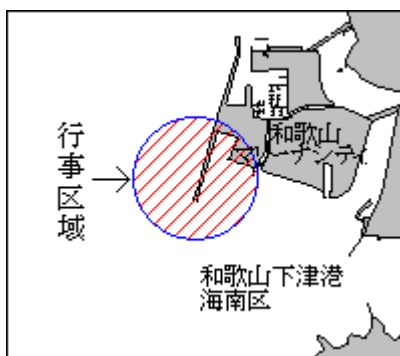 行事区域
和歌山
マリーナシティ
和歌山下津港
海南区